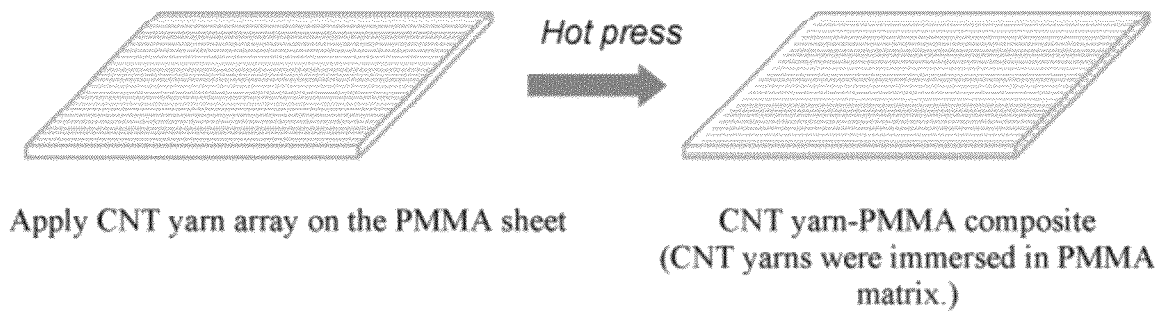 Hot press
Apply CNT yarn array on the PMMA sheet
CNT yarn-PMMA composite
(CNT yarns were immersed in PMMA
matrix.)